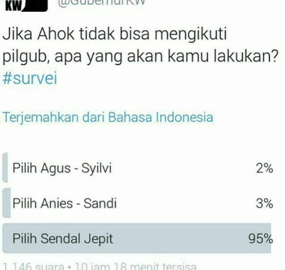 KW
@GubernurKW
Jika Ahok tidak bisa mengikuti
pilgub, apa yang akan kamu lakukan?
#survei
Terjemahkan dari Bahasa Indonesia
Pilih Agus - Syilvi 2%
Pilih Anies - Sandi 3%
Pilih Sendal Jepit 95%
1.146 suara • 10 jam 18 menit tersisa